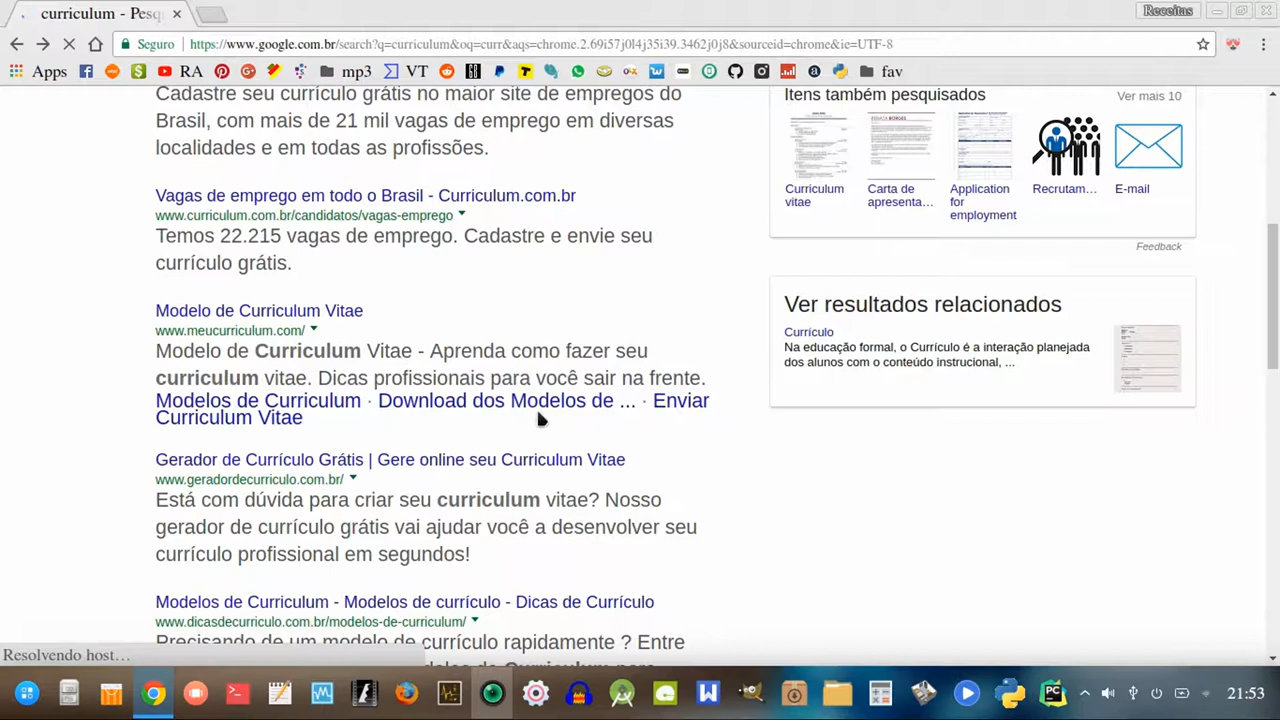 curriculum - Pesq
Receitas
Seguro
https://www.google.com.br/search?q=curriculum&oq=curr&aqs=chrome.2.69i57j0l4j35i39.3462j0j8&sourceid=chrome&ie=UTF-8
Apps RA mp3 VT fav
Cadastre seu currículo grátis no maior site de empregos do
Brasil, com mais de 21 mil vagas de emprego em diversas
localidades e em todas as profissões.
Vagas de emprego em todo o Brasil - Curriculum.com.br
www.curriculum.com.br/candidatos/vagas-emprego
Temos 22.215 vagas de emprego. Cadastre e envie seu
currículo grátis.
Modelo de Curriculum Vitae
www.meucurriculum.com/
Modelo de Curriculum Vitae - Aprenda como fazer seu
curriculum vitae. Dicas profissionais para você sair na frente.
Modelos de Curriculum · Download dos Modelos de ... · Enviar
Curriculum Vitae
Gerador de Currículo Grátis | Gere online seu Curriculum Vitae
www.geradordecurriculo.com.br/
Está com dúvida para criar seu curriculum vitae? Nosso
gerador de currículo grátis vai ajudar você a desenvolver seu
currículo profissional em segundos!
Modelos de Curriculum - Modelos de currículo - Dicas de Currículo
www.dicasdecurriculo.com.br/modelos-de-curriculum/
Precisando de um modelo de currículo rapidamente ? Entre
Itens também pesquisados
Ver mais 10
Curriculum
vitae
Carta de
apresenta...
Application
for
employment
Recrutam...
E-mail
Feedback
Ver resultados relacionados
Currículo
Na educação formal, o Currículo é a interação planejada
dos alunos com o conteúdo instrucional, ...
Resolvendo host...
21:53